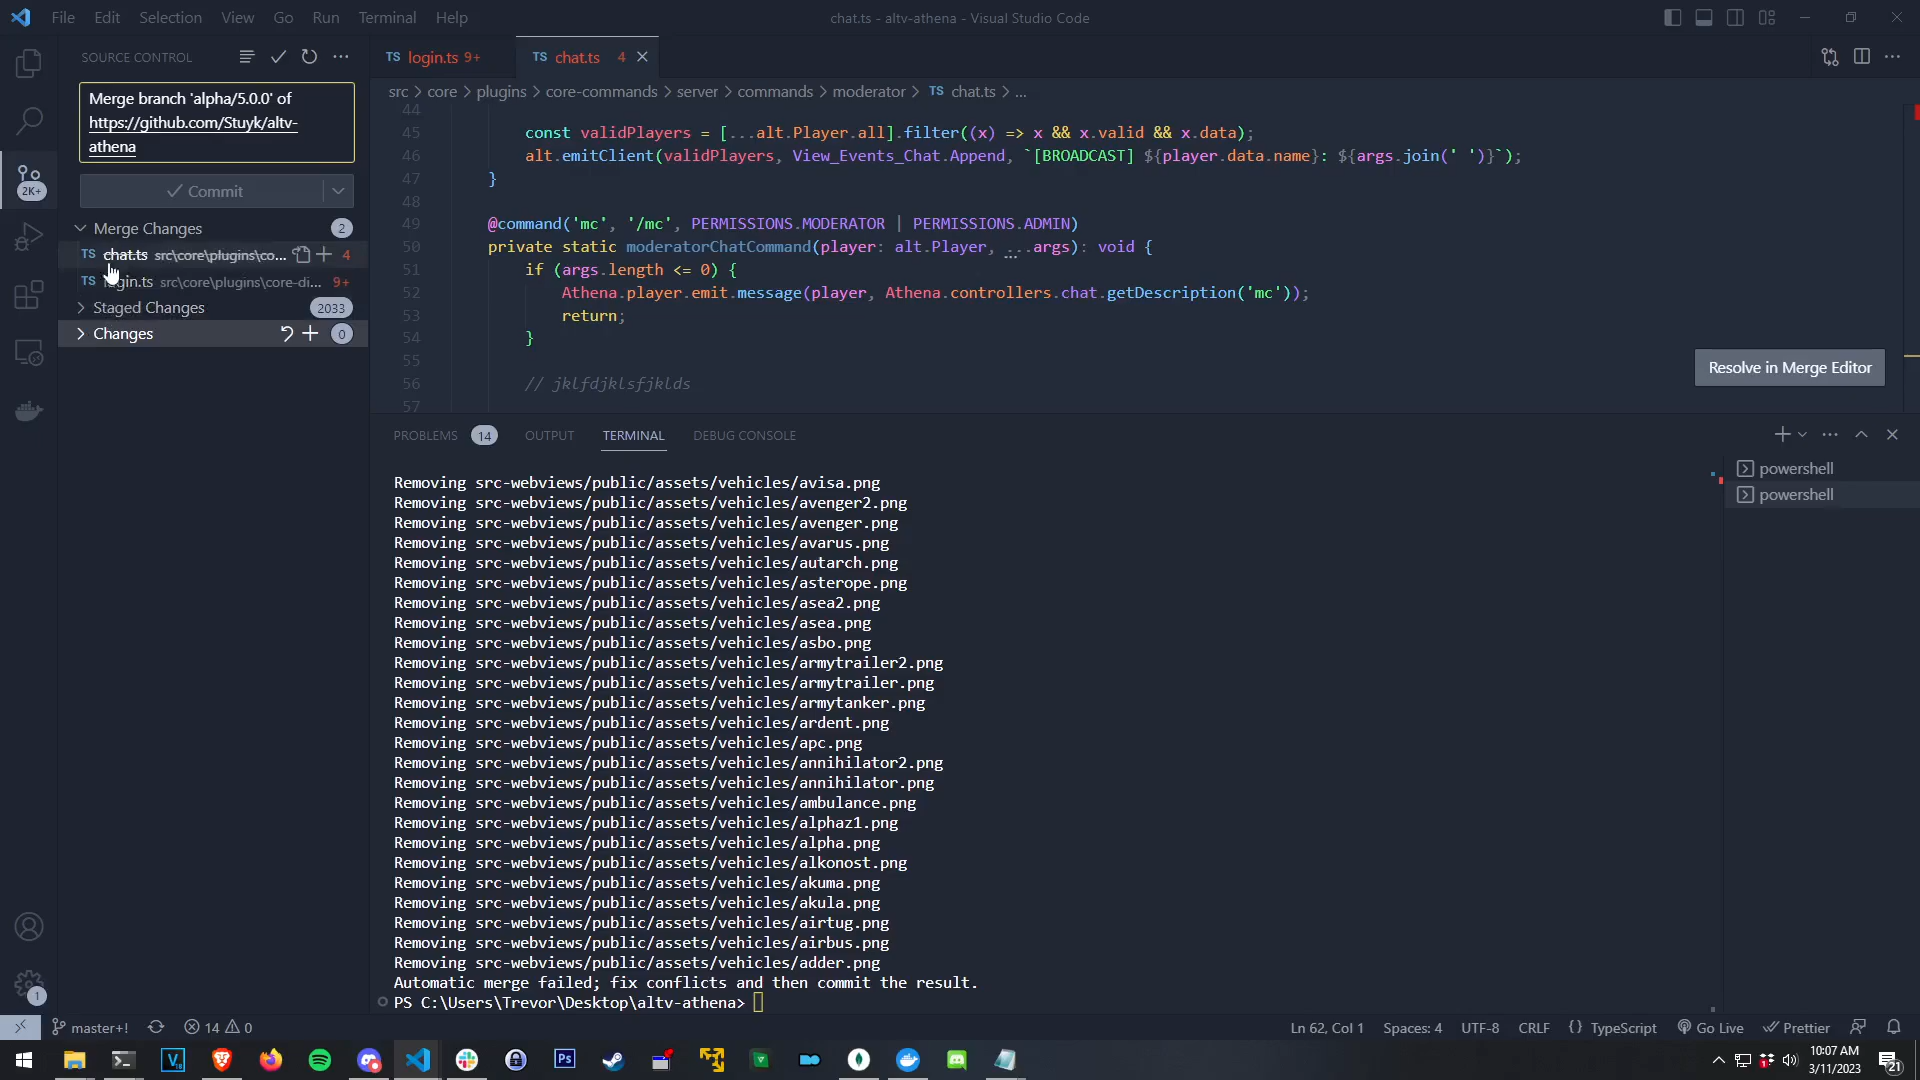 File Edit Selection View Go Run Terminal Help
chat.ts - altv-athena - Visual Studio Code
SOURCE CONTROL
Merge branch 'alpha/5.0.0' of
https://github.com/Stuyk/altv-
athena
Commit
2K+
Merge Changes 2
TS chat.ts src\core\plugins\co... 4
TS login.ts src\core\plugins\core-di... 9+
Staged Changes 2033
Changes 0
1
TS login.ts 9+
TS chat.ts 4
src > core > plugins > core-commands > server > commands > moderator > TS chat.ts > ...
44
45 const validPlayers = [...alt.Player.all].filter((x) => x && x.valid && x.data);
46 alt.emitClient(validPlayers, View_Events_Chat.Append, `[BROADCAST] ${player.data.name}: ${args.join(' ')}`);
47 }
48
49 @command('mc', '/mc', PERMISSIONS.MODERATOR | PERMISSIONS.ADMIN)
50 private static moderatorChatCommand(player: alt.Player, ...args): void {
51 if (args.length <= 0) {
52 Athena.player.emit.message(player, Athena.controllers.chat.getDescription('mc'));
53 return;
54 }
55
56 // jklfdjklsfjklds
57
Resolve in Merge Editor
PROBLEMS 14 OUTPUT TERMINAL DEBUG CONSOLE
powershell
powershell
Removing src-webviews/public/assets/vehicles/avisa.png
Removing src-webviews/public/assets/vehicles/avenger2.png
Removing src-webviews/public/assets/vehicles/avenger.png
Removing src-webviews/public/assets/vehicles/avarus.png
Removing src-webviews/public/assets/vehicles/autarch.png
Removing src-webviews/public/assets/vehicles/asterope.png
Removing src-webviews/public/assets/vehicles/asea2.png
Removing src-webviews/public/assets/vehicles/asea.png
Removing src-webviews/public/assets/vehicles/asbo.png
Removing src-webviews/public/assets/vehicles/armytrailer2.png
Removing src-webviews/public/assets/vehicles/armytrailer.png
Removing src-webviews/public/assets/vehicles/armytanker.png
Removing src-webviews/public/assets/vehicles/ardent.png
Removing src-webviews/public/assets/vehicles/apc.png
Removing src-webviews/public/assets/vehicles/annihilator2.png
Removing src-webviews/public/assets/vehicles/annihilator.png
Removing src-webviews/public/assets/vehicles/ambulance.png
Removing src-webviews/public/assets/vehicles/alphaz1.png
Removing src-webviews/public/assets/vehicles/alpha.png
Removing src-webviews/public/assets/vehicles/alkonost.png
Removing src-webviews/public/assets/vehicles/akuma.png
Removing src-webviews/public/assets/vehicles/akula.png
Removing src-webviews/public/assets/vehicles/airtug.png
Removing src-webviews/public/assets/vehicles/airbus.png
Removing src-webviews/public/assets/vehicles/adder.png
Automatic merge failed; fix conflicts and then commit the result.
PS C:\Users\Trevor\Desktop\altv-athena>
master+! 14 0
Ln 62, Col 1 Spaces: 4 UTF-8 CRLF {} TypeScript Go Live Prettier
10:07 AM
3/11/2023
21